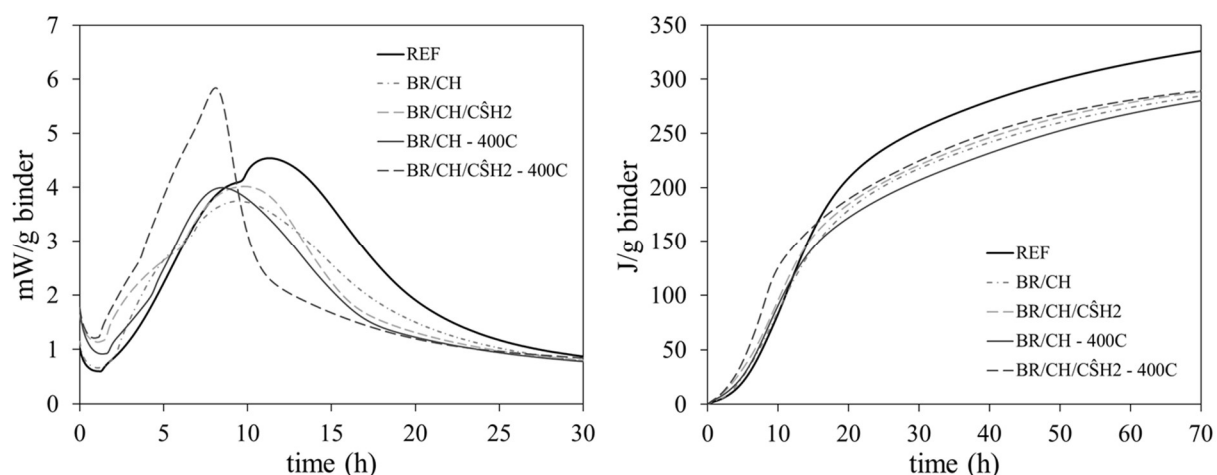 7
6
5
4
3
2
1
0
mW/g binder
0 5 10 15 20 25 30
time (h)
REF
BR/CH
BR/CH/CŜH2
BR/CH - 400C
BR/CH/CŜH2 - 400C
350
300
250
200
150
100
50
0
J/g binder
0 10 20 30 40 50 60 70
time (h)
REF
BR/CH
BR/CH/CŜH2
BR/CH - 400C
BR/CH/CŜH2 - 400C